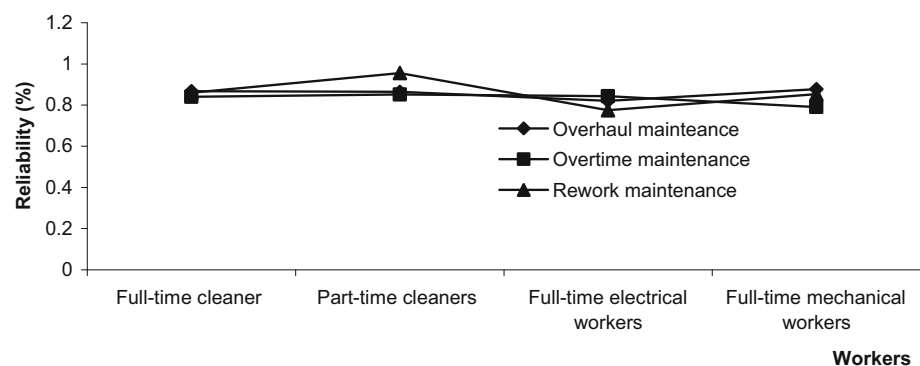 1.2
1
0.8
0.6
0.4
0.2
0
Reliability (%)
Overhaul mainteance
Overtime maintenance
Rework maintenance
Full-time cleaner
Part-time cleaners
Full-time electrical
workers
Full-time mechanical
workers
Workers